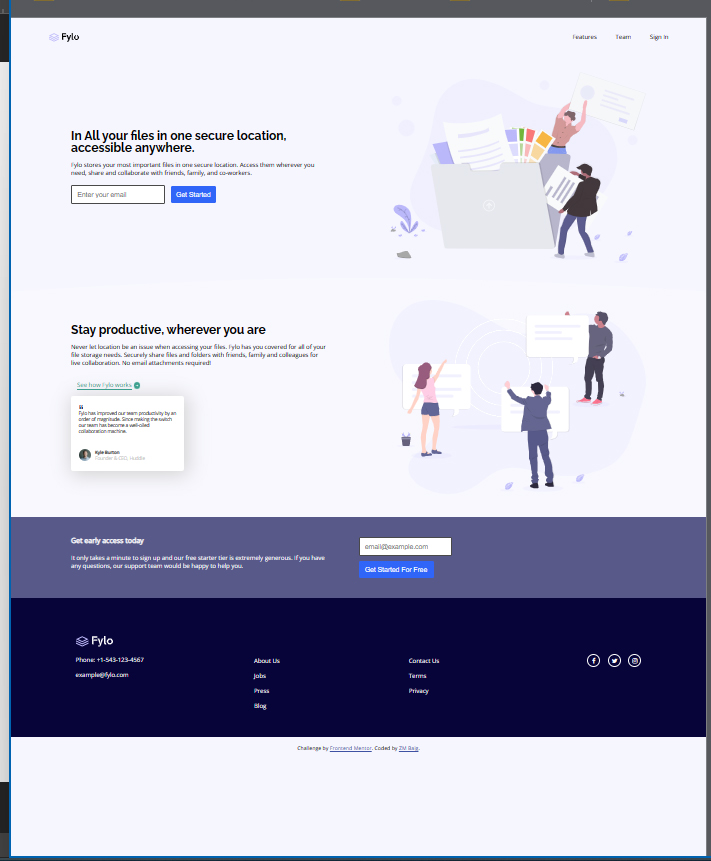 Fylo
Features Team Sign In
In All your files in one secure location,
accessible anywhere.
Fylo stores your most important files in one secure location. Access them wherever you
need, share and collaborate with friends, family, and co-workers.
Enter your email Get Started
Stay productive, wherever you are
Never let location be an issue when accessing your files. Fylo has you covered for all of your
file storage needs. Securely share files and folders with friends, family and colleagues for
live collaboration. No email attachments required!
See how Fylo works
Fylo has improved our team productivity by an
order of magnitude. Since making the switch
our team has become a well-oiled
collaboration machine.
Kyle Burton
Founder & CEO, Huddle
Get early access today
It only takes a minute to sign up and our free starter tier is extremely generous. If you have
any questions, our support team would be happy to help you.
email@example.com
Get Started For Free
Fylo
Phone: +1-543-123-4567
example@fylo.com
About Us
Jobs
Press
Blog
Contact Us
Terms
Privacy
Challenge by Frontend Mentor. Coded by ZM Baig.